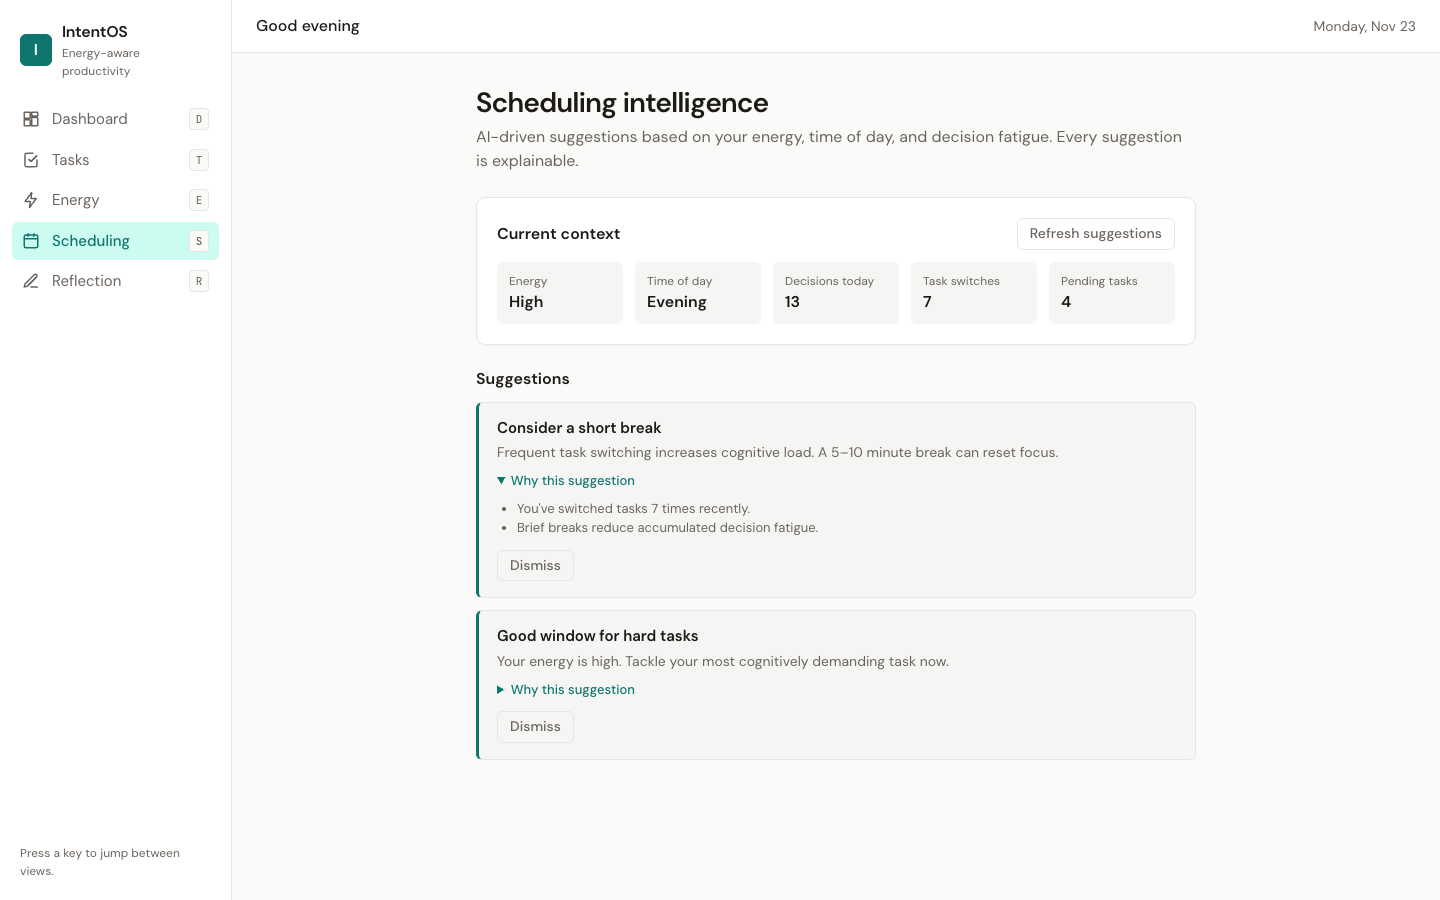 I
IntentOS
Energy-aware
productivity
Dashboard D
Tasks T
Energy E
Scheduling S
Reflection R
Press a key to jump between
views.
Good evening
Monday, Nov 23
Scheduling intelligence
AI-driven suggestions based on your energy, time of day, and decision fatigue. Every suggestion
is explainable.
Current context
Refresh suggestions
Energy
High
Time of day
Evening
Decisions today
13
Task switches
7
Pending tasks
4
Suggestions
Consider a short break
Frequent task switching increases cognitive load. A 5–10 minute break can reset focus.
Why this suggestion
You've switched tasks 7 times recently.
Brief breaks reduce accumulated decision fatigue.
Dismiss
Good window for hard tasks
Your energy is high. Tackle your most cognitively demanding task now.
Why this suggestion
Dismiss